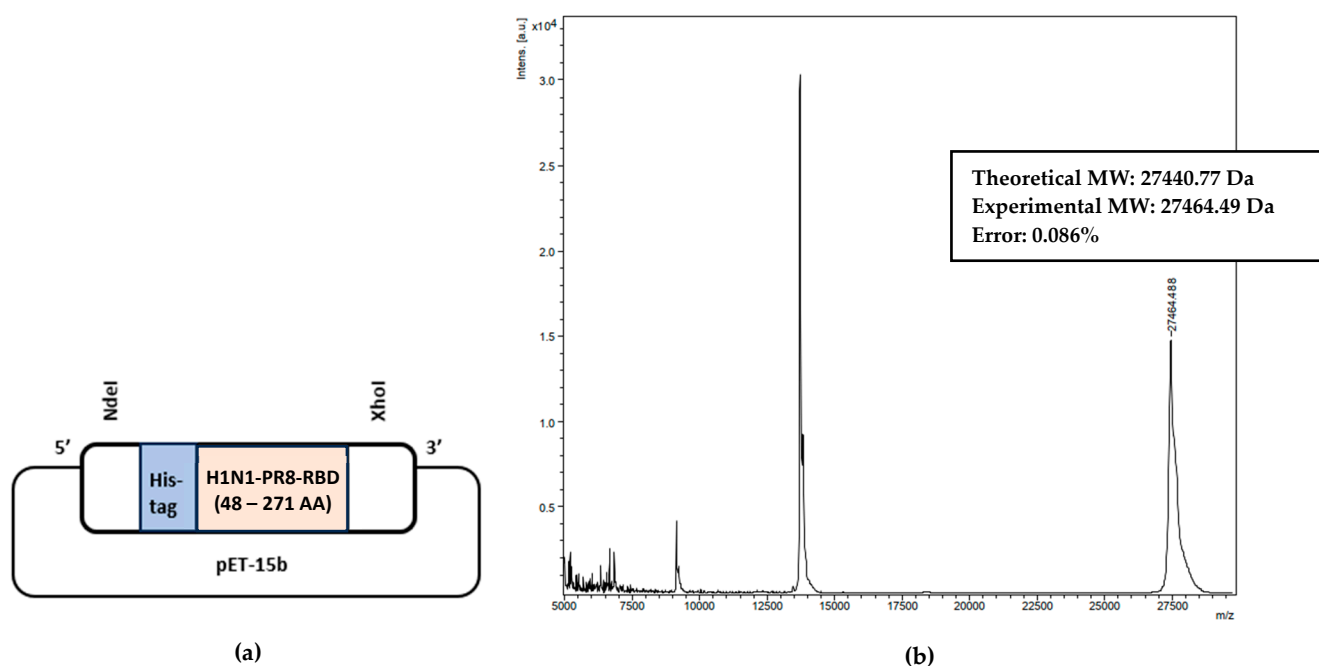 NdeI
XhoI
5’
3’
His-
tag
H1N1-PR8-RBD
(48 – 271 AA)
pET-15b
(a)
Intens. [a.u.]
x10⁴
3.0
2.5
2.0
1.5
1.0
0.5
Theoretical MW: 27440.77 Da
Experimental MW: 27464.49 Da
Error: 0.086%
27464.488
5000 7500 10000 12500 15000 17500 20000 22500 25000 27500
m/z
(b)